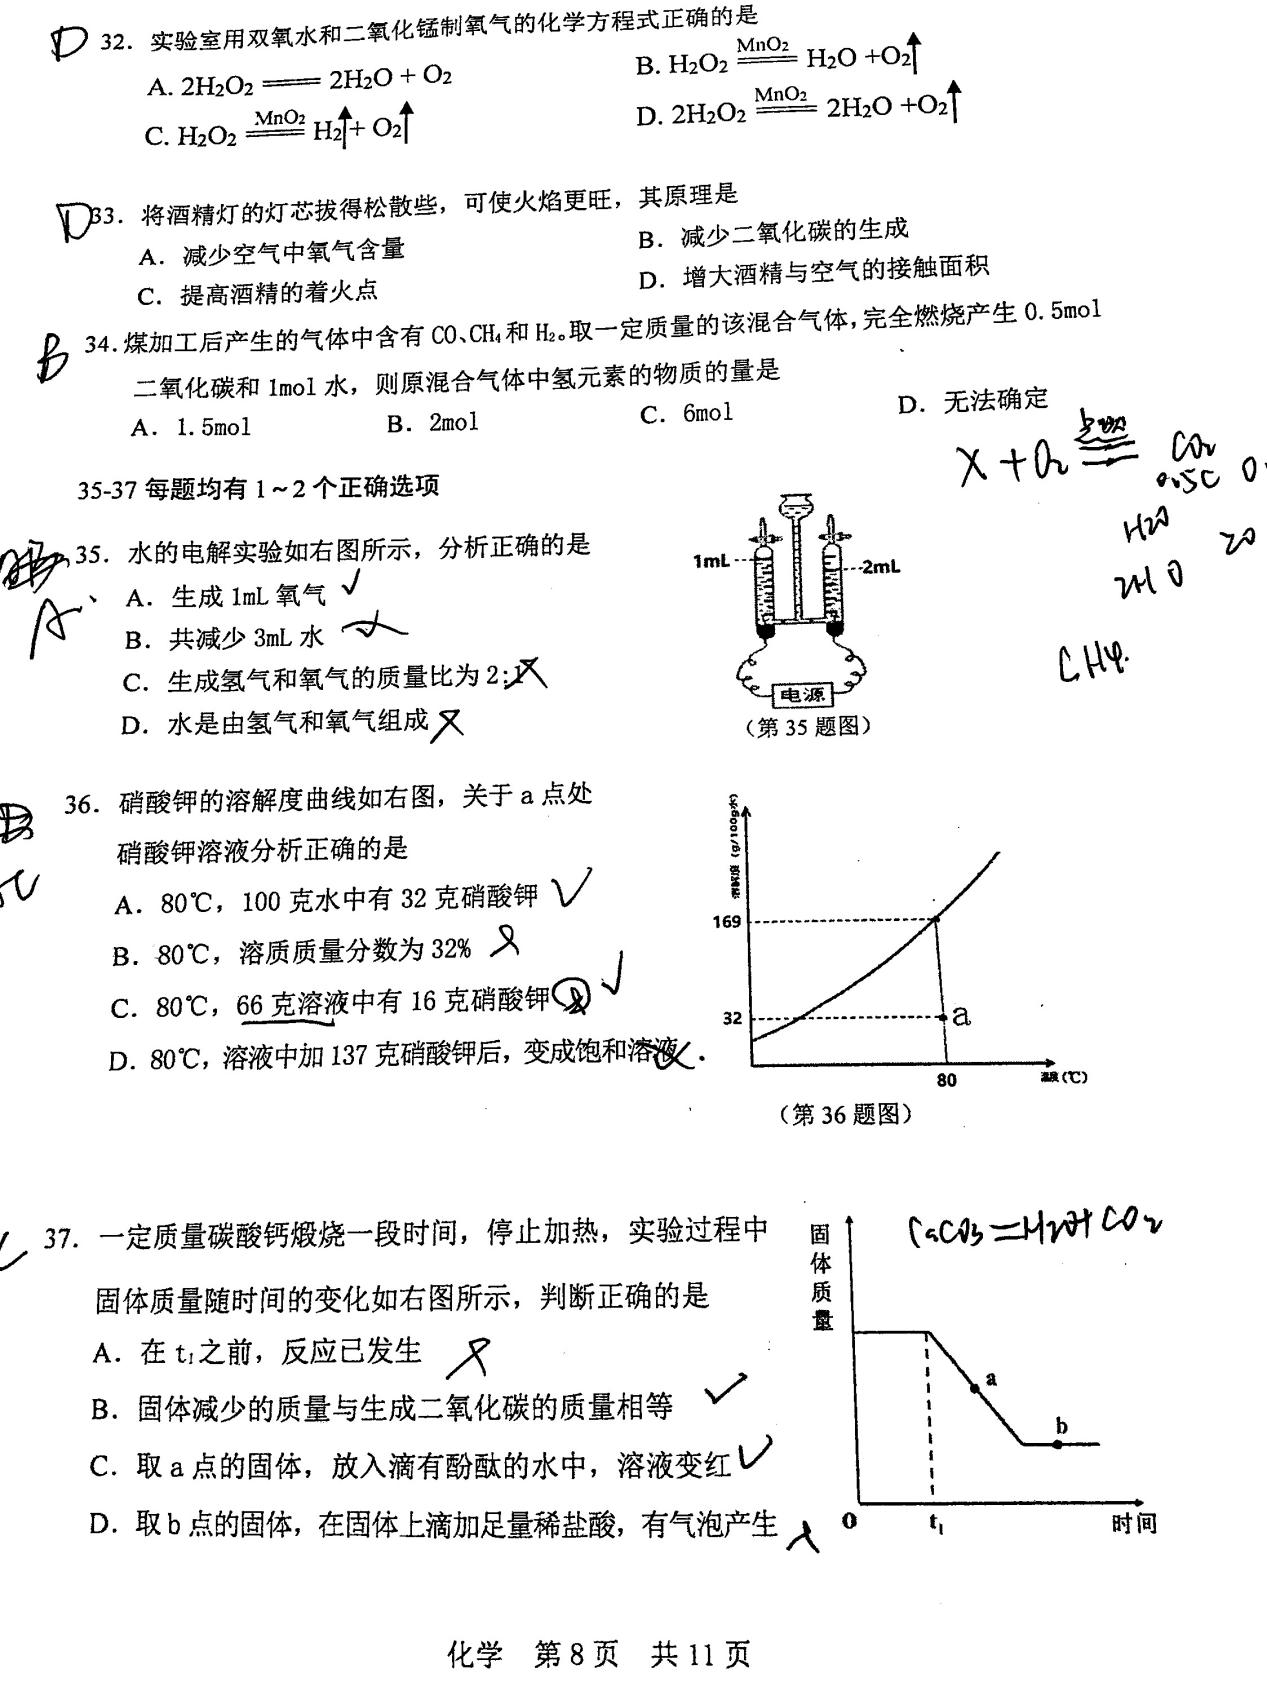 D 32．实验室用双氧水和二氧化锰制氧气的化学方程式正确的是
A. 2H₂O₂ ═══ 2H₂O + O₂
B. H₂O₂ MnO₂═══ H₂O +O₂↑
C. H₂O₂ MnO₂═══ H₂↑+ O₂↑
D. 2H₂O₂ MnO₂═══ 2H₂O +O₂↑
D 33．将酒精灯的灯芯拔得松散些，可使火焰更旺，其原理是
A．减少空气中氧气含量
B．减少二氧化碳的生成
C．提高酒精的着火点
D．增大酒精与空气的接触面积
B 34.煤加工后产生的气体中含有 CO、CH₄和 H₂。取一定质量的该混合气体，完全燃烧产生 0.5mol
二氧化碳和 1mol 水，则原混合气体中氢元素的物质的量是
A．1.5mol
B．2mol
C．6mol
D．无法确定
X + O₂ 点燃═══ CO₂
0.5C
H₂O
2H O
20
CH4.
35-37 每题均有 1～2 个正确选项
A 35．水的电解实验如右图所示，分析正确的是
A．生成 1mL 氧气 ✓
B．共减少 3mL 水 ✗
C．生成氢气和氧气的质量比为 2:1 ✗
D．水是由氢气和氧气组成 ✗
1mL
2mL
电源
（第 35 题图）
36．硝酸钾的溶解度曲线如右图，关于 a 点处
硝酸钾溶液分析正确的是
A．80℃，100 克水中有 32 克硝酸钾 ✓
B．80℃，溶质质量分数为 32% ✗
C．80℃，66 克溶液中有 16 克硝酸钾 ✓
D．80℃，溶液中加 137 克硝酸钾后，变成饱和溶液 ✗
溶解度（g/100g水）
169
32
a
80
温度(℃)
（第 36 题图）
37．一定质量碳酸钙煅烧一段时间，停止加热，实验过程中
固体质量随时间的变化如右图所示，判断正确的是
A．在 t₁之前，反应已发生 ✗
B．固体减少的质量与生成二氧化碳的质量相等 ✓
C．取 a 点的固体，放入滴有酚酞的水中，溶液变红 ✓
D．取 b 点的固体，在固体上滴加足量稀盐酸，有气泡产生 ✗
CaCO3=H2O+CO2
固体质量
a
b
0
t₁
时间
化学 第 8 页 共 11 页